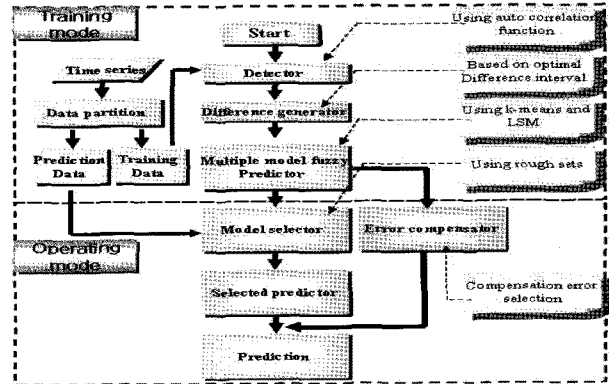 Training
mode
Start
Using auto correlation
function
Time series
Detector
Based on optimal
Difference interval
Data partition
Difference generator
Using k-means and
LSM
Prediction
Data
Training
Data
Multiple model fuzzy
Predictor
Using rough sets
Operating
mode
Model selector
Error compensator
Selected predictor
Compensation error
selection
Prediction